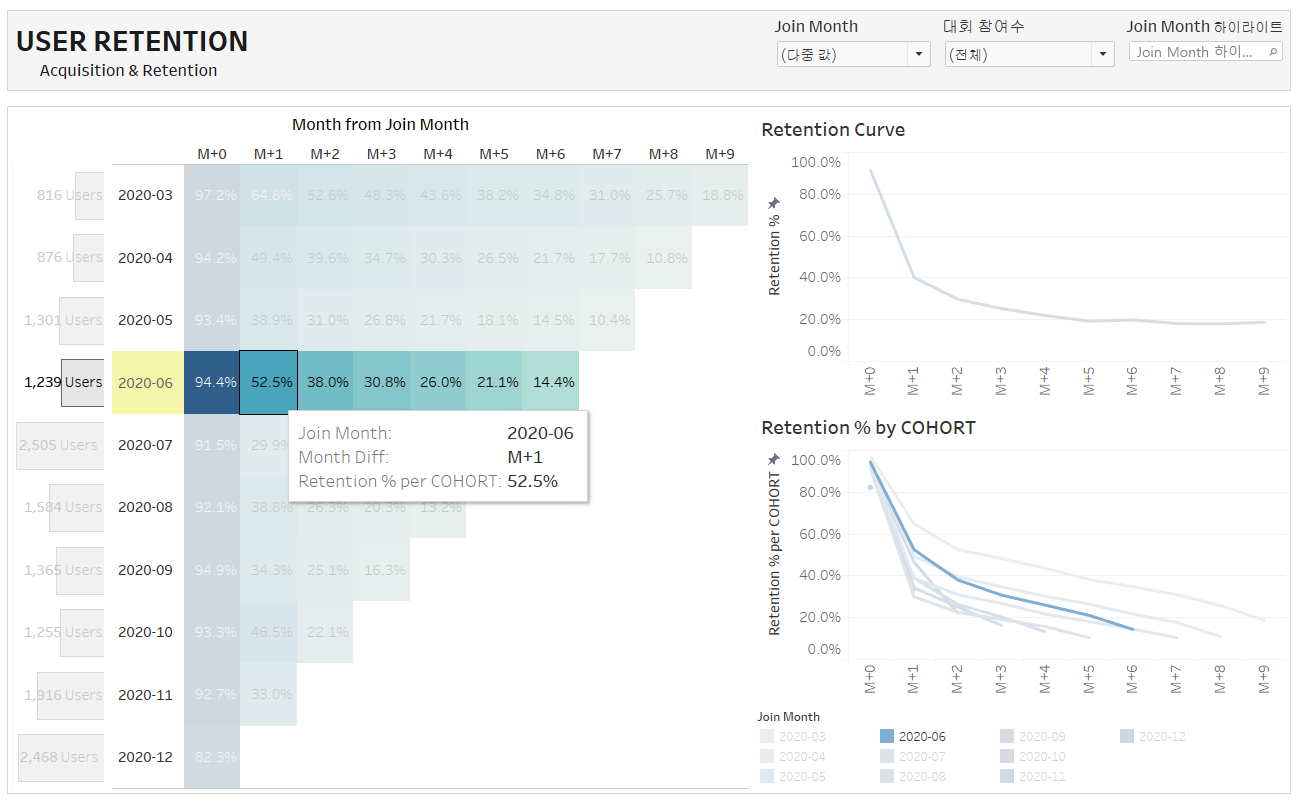 USER RETENTION
Acquisition & Retention
Join Month
대회 참여수
Join Month 하이라이트
(다중 값)
(전체)
Join Month 하이...
Month from Join Month
M+0 M+1 M+2 M+3 M+4 M+5 M+6 M+7 M+8 M+9
816 Users 2020-03 97.2% 64.8% 52.6% 48.3% 43.6% 38.2% 34.8% 31.0% 25.7% 18.8%
876 Users 2020-04 94.2% 49.4% 39.6% 34.7% 30.3% 26.5% 21.7% 17.7% 10.8%
1,301 Users 2020-05 93.4% 38.9% 31.0% 26.8% 21.7% 18.1% 14.5% 10.4%
1,239 Users 2020-06 94.4% 52.5% 38.0% 30.8% 26.0% 21.1% 14.4%
2,505 Users 2020-07 91.5% 29.9%
1,584 Users 2020-08 92.1% 38.8% 26.3% 20.3% 13.2%
1,365 Users 2020-09 94.9% 34.3% 25.1% 16.3%
1,255 Users 2020-10 93.3% 46.5% 22.1%
1,916 Users 2020-11 92.7% 33.0%
2,468 Users 2020-12 82.3%
Join Month: 2020-06
Month Diff: M+1
Retention % per COHORT: 52.5%
Retention Curve
Retention %
100.0%
80.0%
60.0%
40.0%
20.0%
0.0%
M+0 M+1 M+2 M+3 M+4 M+5 M+6 M+7 M+8 M+9
Retention % by COHORT
Retention % per COHORT
100.0%
80.0%
60.0%
40.0%
20.0%
0.0%
M+0 M+1 M+2 M+3 M+4 M+5 M+6 M+7 M+8 M+9
Join Month
2020-03 2020-06 2020-09 2020-12
2020-04 2020-07 2020-10
2020-05 2020-08 2020-11